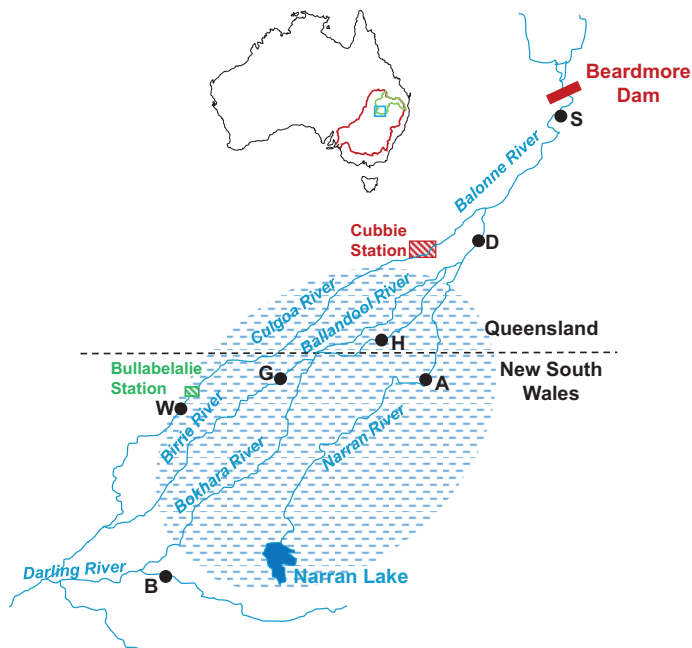 Beardmore
Dam
S
Balonne River
Cubbie
Station
D
Culgoa River
Ballandool River
Queensland
H
New South
Wales
Bullabelalie
Station
G
A
W
Birrie River
Narran River
Bokhara River
Darling River
B
Narran Lake